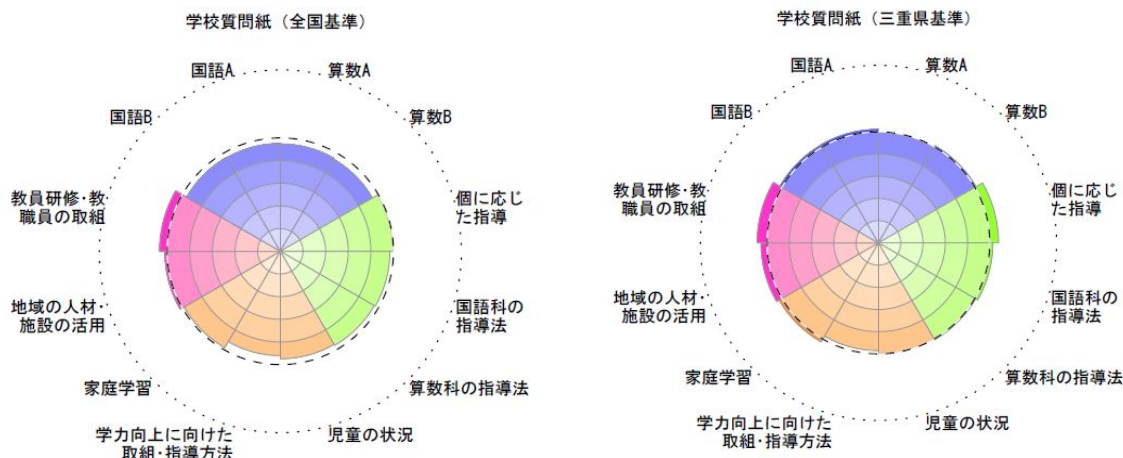 学校質問紙（全国基準）
国語A
算数A
国語B
算数B
教員研修・教
職員の取組
個に応じ
た指導
地域の人材・
施設の活用
国語科の
指導法
家庭学習
算数科の指導法
学力向上に向けた
取組・指導方法
児童の状況
学校質問紙（三重県基準）
国語A
算数A
国語B
算数B
教員研修・教
職員の取組
個に応じ
た指導
地域の人材・
施設の活用
国語科の
指導法
家庭学習
算数科の指導法
学力向上に向けた
取組・指導方法
児童の状況